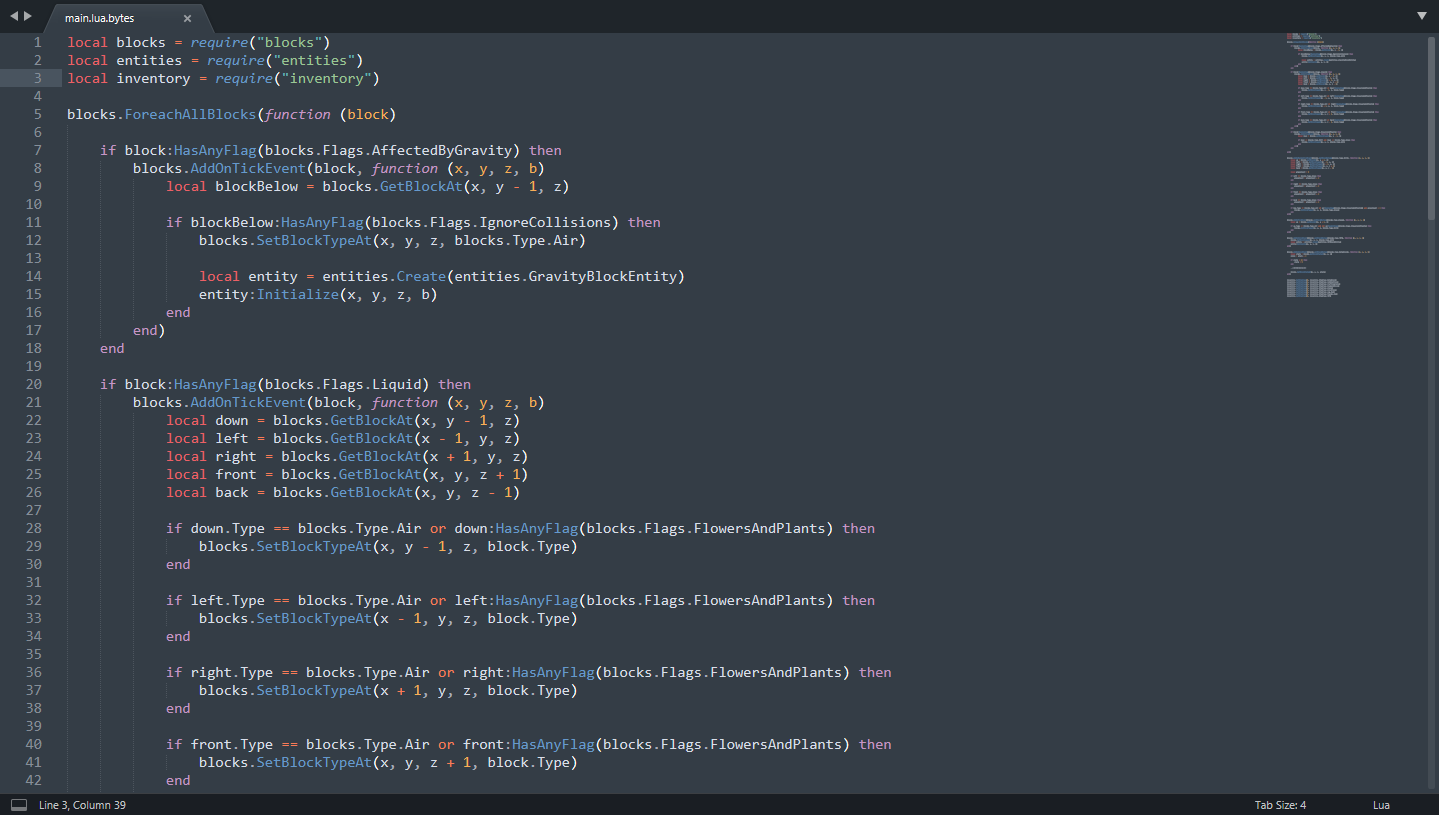 main.lua.bytes ×
1 local blocks = require("blocks")
2 local entities = require("entities")
3 local inventory = require("inventory")
4
5 blocks.ForeachAllBlocks(function (block)
6
7     if block:HasAnyFlag(blocks.Flags.AffectedByGravity) then
8         blocks.AddOnTickEvent(block, function (x, y, z, b)
9             local blockBelow = blocks.GetBlockAt(x, y - 1, z)
10
11             if blockBelow:HasAnyFlag(blocks.Flags.IgnoreCollisions) then
12                 blocks.SetBlockTypeAt(x, y, z, blocks.Type.Air)
13
14                 local entity = entities.Create(entities.GravityBlockEntity)
15                 entity:Initialize(x, y, z, b)
16             end
17         end)
18     end
19
20     if block:HasAnyFlag(blocks.Flags.Liquid) then
21         blocks.AddOnTickEvent(block, function (x, y, z, b)
22             local down = blocks.GetBlockAt(x, y - 1, z)
23             local left = blocks.GetBlockAt(x - 1, y, z)
24             local right = blocks.GetBlockAt(x + 1, y, z)
25             local front = blocks.GetBlockAt(x, y, z + 1)
26             local back = blocks.GetBlockAt(x, y, z - 1)
27
28             if down.Type == blocks.Type.Air or down:HasAnyFlag(blocks.Flags.FlowersAndPlants) then
29                 blocks.SetBlockTypeAt(x, y - 1, z, block.Type)
30             end
31
32             if left.Type == blocks.Type.Air or left:HasAnyFlag(blocks.Flags.FlowersAndPlants) then
33                 blocks.SetBlockTypeAt(x - 1, y, z, block.Type)
34             end
35
36             if right.Type == blocks.Type.Air or right:HasAnyFlag(blocks.Flags.FlowersAndPlants) then
37                 blocks.SetBlockTypeAt(x + 1, y, z, block.Type)
38             end
39
40             if front.Type == blocks.Type.Air or front:HasAnyFlag(blocks.Flags.FlowersAndPlants) then
41                 blocks.SetBlockTypeAt(x, y, z + 1, block.Type)
42             end
Line 3, Column 39 Tab Size: 4 Lua